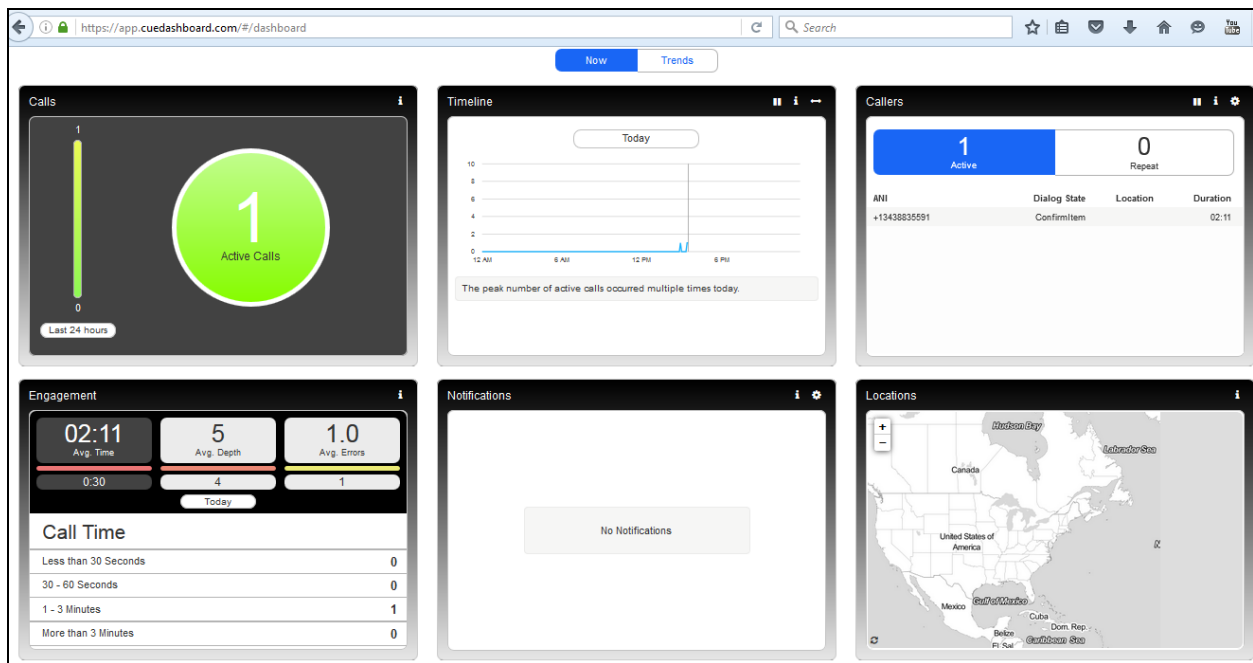 https://app.cuedashboard.com/#/dashboard
Search
You
Tube
Now
Trends
Calls
1
1
Active Calls
0
Last 24 hours
Timeline
Today
10
8
6
4
2
0
12 AM
6 AM
12 PM
6 PM
The peak number of active calls occurred multiple times today.
Callers
1
Active
0
Repeat
ANI Dialog State Location Duration
+13438835591 ConfirmItem 02:11
Engagement
02:11
Avg. Time
5
Avg. Depth
1.0
Avg. Errors
0:30
4
1
Today
Call Time
Less than 30 Seconds 0
30 - 60 Seconds 0
1 - 3 Minutes 1
More than 3 Minutes 0
Notifications
No Notifications
Locations
+
−
Hudson Bay
Labrador Sea
Canada
United States of
America
Gulf of Mexico
Mexico
Cuba
Dom. Rep.
Belize
Caribbean Sea
El Sal